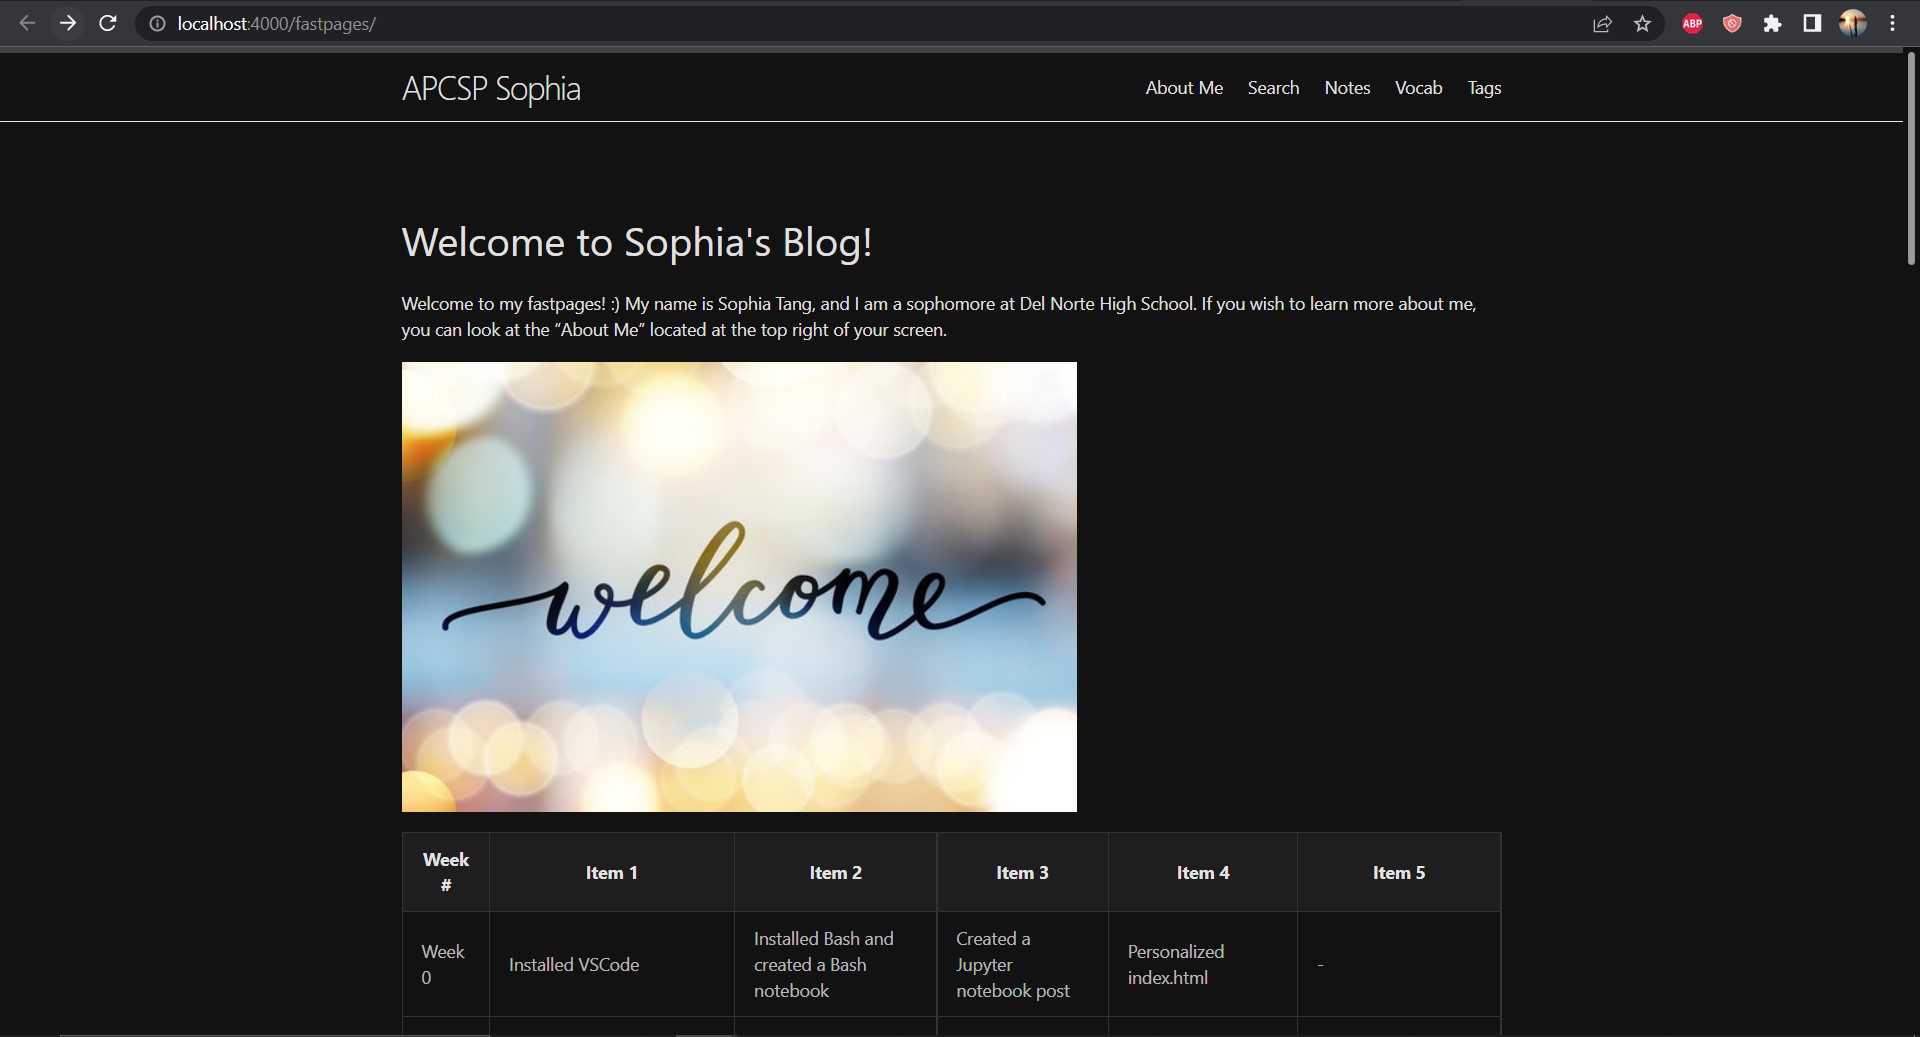 localhost:4000/fastpages/
ABP
APCSP Sophia
About Me Search Notes Vocab Tags
Welcome to Sophia's Blog!
Welcome to my fastpages! :) My name is Sophia Tang, and I am a sophomore at Del Norte High School. If you wish to learn more about me,
you can look at the “About Me” located at the top right of your screen.
welcome
Week
#
Item 1
Item 2
Item 3
Item 4
Item 5
Week
0
Installed VSCode
Installed Bash and
created a Bash
notebook
Created a
Jupyter
notebook post
Personalized
index.html
-